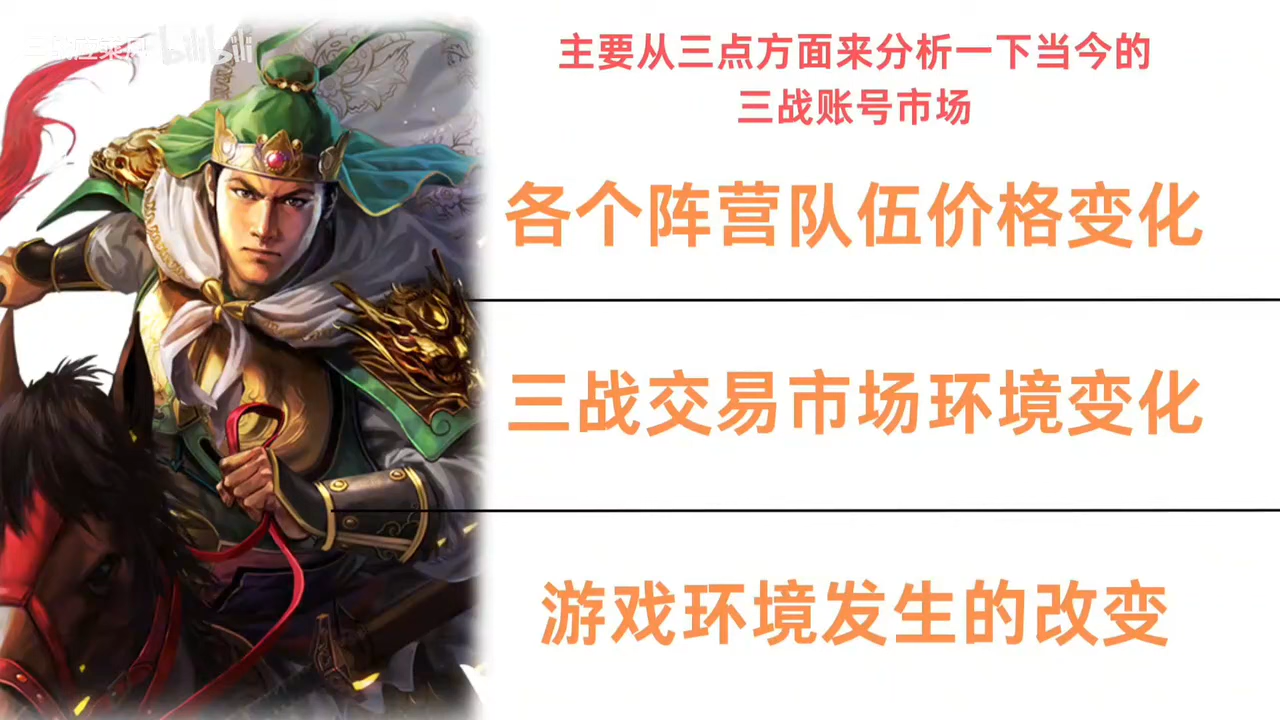 bilibili
主要从三点方面来分析一下当今的
三战账号市场
各个阵营队伍价格变化
三战交易市场环境变化
游戏环境发生的改变